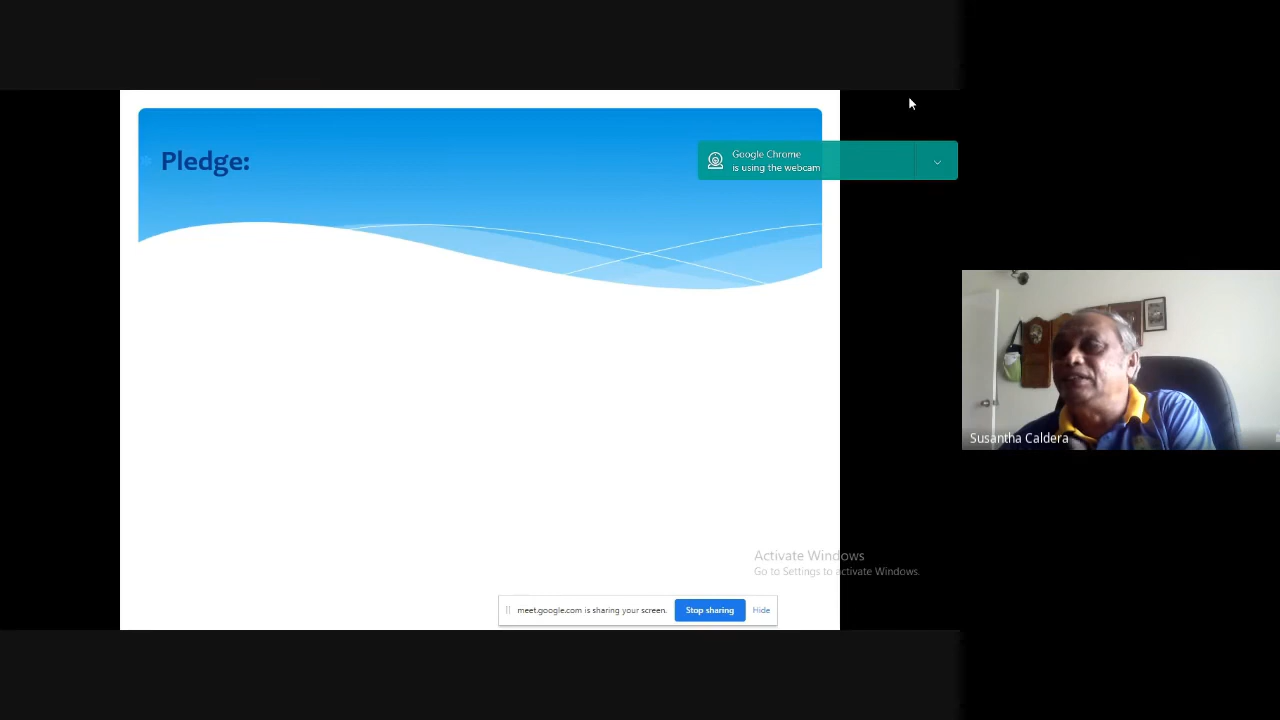 Pledge:
Google Chrome
is using the webcam
Susantha Caldera
Activate Windows
Go to Settings to activate Windows.
meet.google.com is sharing your screen. Stop sharing Hide